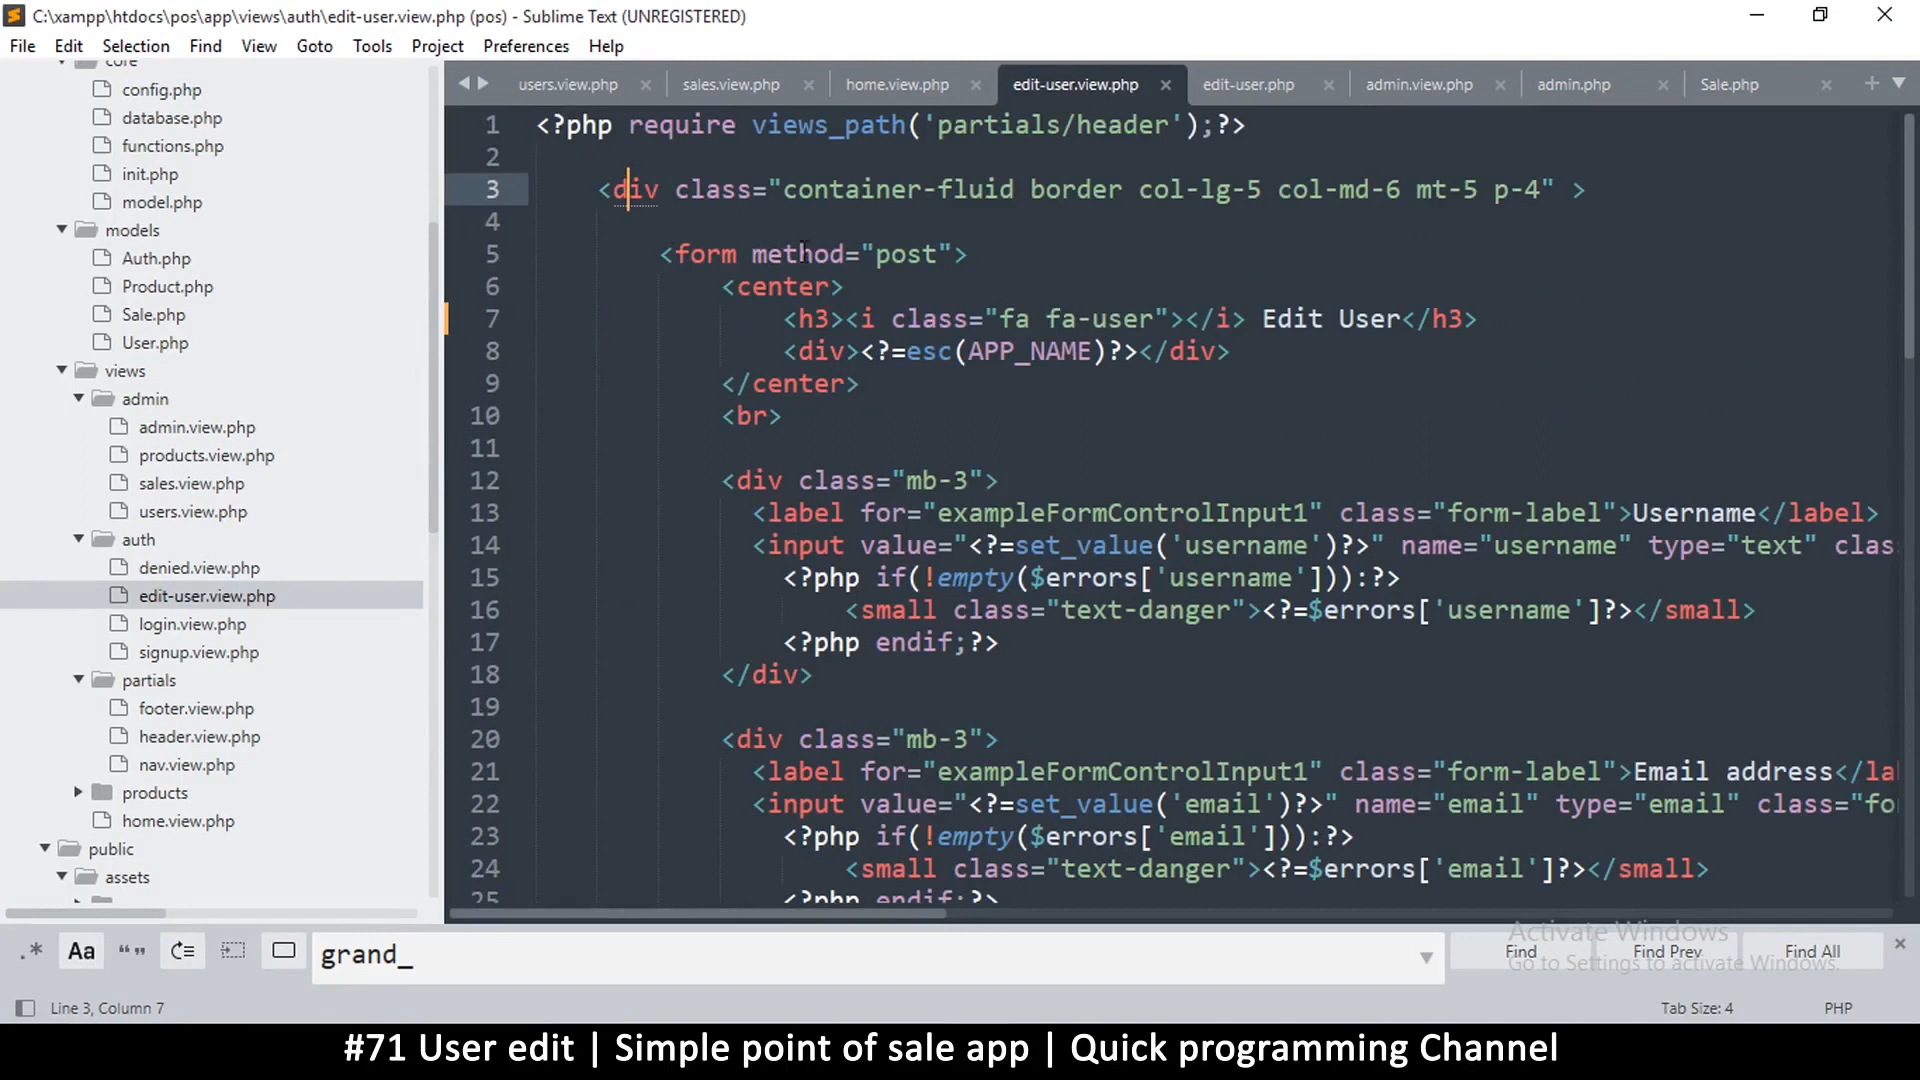 C:\xampp\htdocs\pos\app\views\auth\edit-user.view.php (pos) - Sublime Text (UNREGISTERED)
File Edit Selection Find View Goto Tools Project Preferences Help
core
config.php
database.php
functions.php
init.php
model.php
models
Auth.php
Product.php
Sale.php
User.php
views
admin
admin.view.php
products.view.php
sales.view.php
users.view.php
auth
denied.view.php
edit-user.view.php
login.view.php
signup.view.php
partials
footer.view.php
header.view.php
nav.view.php
products
home.view.php
public
assets
users.view.php sales.view.php home.view.php edit-user.view.php edit-user.php admin.view.php admin.php Sale.php
1 <?php require views_path('partials/header');?>
2
3 <div class="container-fluid border col-lg-5 col-md-6 mt-5 p-4" >
4
5 <form method="post">
6 <center>
7 <h3><i class="fa fa-user"></i> Edit User</h3>
8 <div><?=esc(APP_NAME)?></div>
9 </center>
10 <br>
11
12 <div class="mb-3">
13 <label for="exampleFormControlInput1" class="form-label">Username</label>
14 <input value="<?=set_value('username')?>" name="username" type="text" clas
15 <?php if(!empty($errors['username'])):?>
16 <small class="text-danger"><?=$errors['username']?></small>
17 <?php endif;?>
18 </div>
19
20 <div class="mb-3">
21 <label for="exampleFormControlInput1" class="form-label">Email address</la
22 <input value="<?=set_value('email')?>" name="email" type="email" class="fo
23 <?php if(!empty($errors['email'])):?>
24 <small class="text-danger"><?=$errors['email']?></small>
25 <?php endif;?>
.* Aa “ ” grand_ Find Find Prev Find All
Activate Windows
Go to Settings to activate Windows.
Line 3, Column 7 Tab Size: 4 PHP
#71 User edit | Simple point of sale app | Quick programming Channel